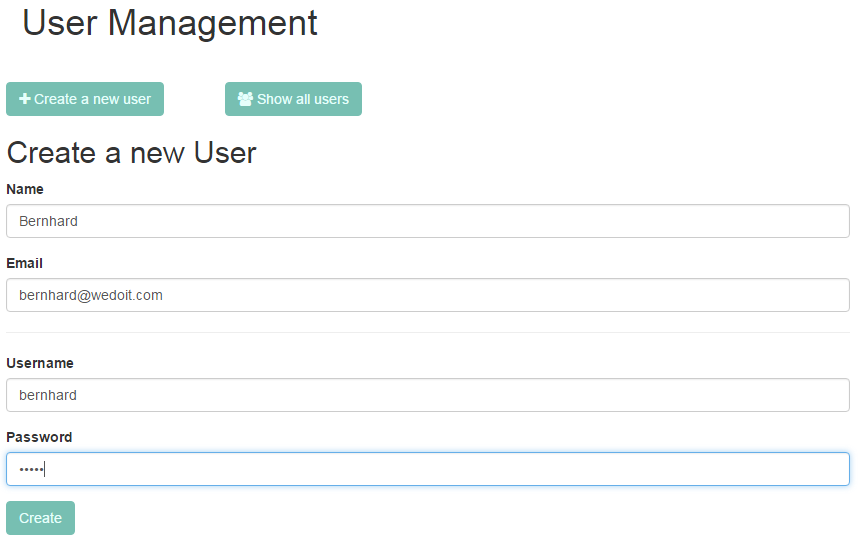 User Management
Create a new user Show all users
Create a new User
Name
Bernhard
Email
bernhard@wedoit.com
Username
bernhard
Password
•••••
Create